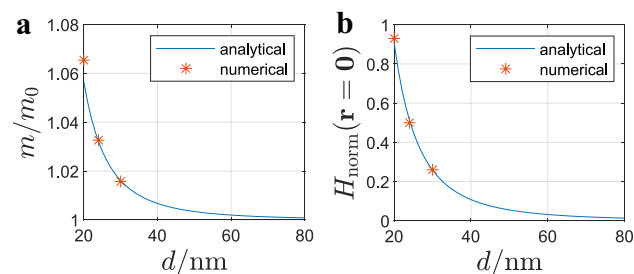 a
1.08
1.06
1.04
1.02
1
m/m₀
20 40 60 80
d/nm
analytical
numerical
b
1
0.8
0.6
0.4
0.2
0
H_norm(r = 0)
20 40 60 80
d/nm
analytical
numerical